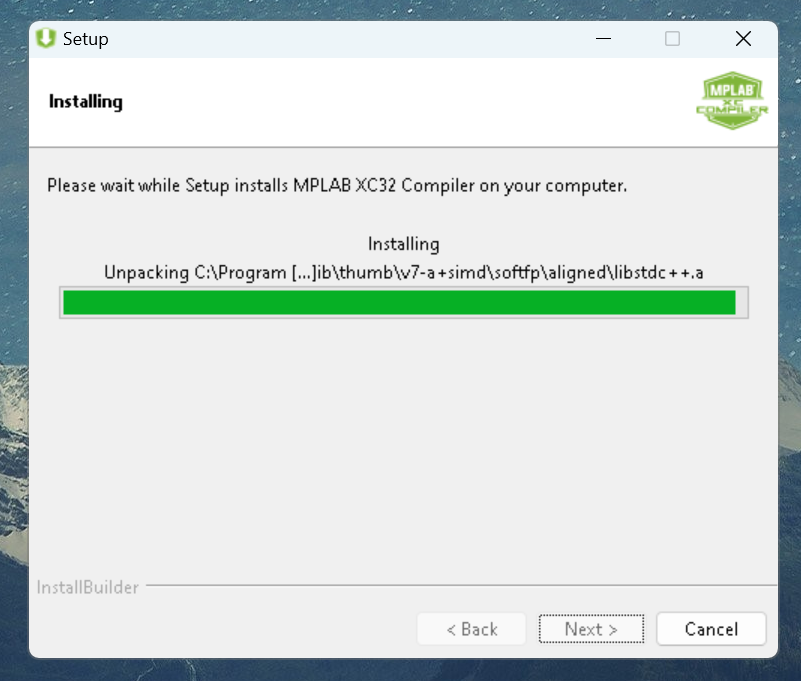 Setup
Installing
MPLAB
XC
COMPILER
Please wait while Setup installs MPLAB XC32 Compiler on your computer.
Installing
Unpacking C:\Program [...]ib\thumb\v7-a+simd\softfp\aligned\libstdc++.a
InstallBuilder
< Back
Next >
Cancel